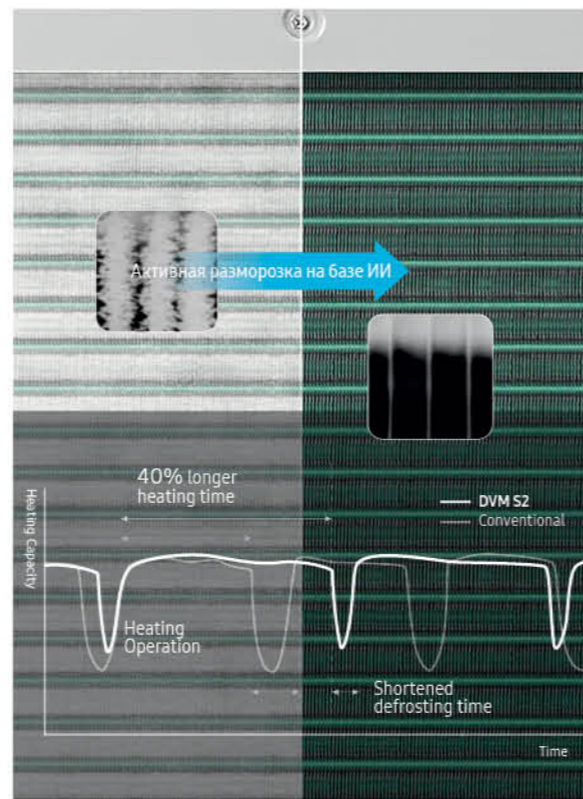 Активная разморозка на базе ИИ
40% longer
heating time
DVM S2
Conventional
Heating Capacity
Heating
Operation
Shortened
defrosting time
Time